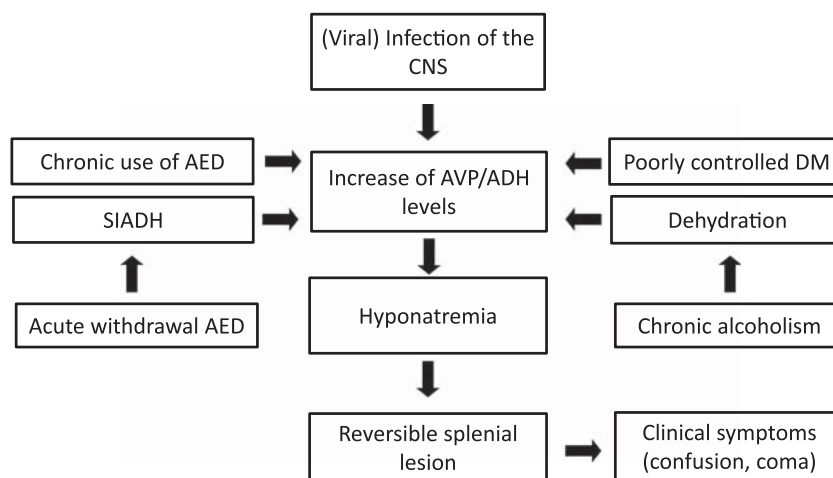 (Viral) Infection of the
CNS
Chronic use of AED
Increase of AVP/ADH
levels
Poorly controlled DM
SIADH
Dehydration
Acute withdrawal AED
Hyponatremia
Chronic alcoholism
Reversible splenial
lesion
Clinical symptoms
(confusion, coma)